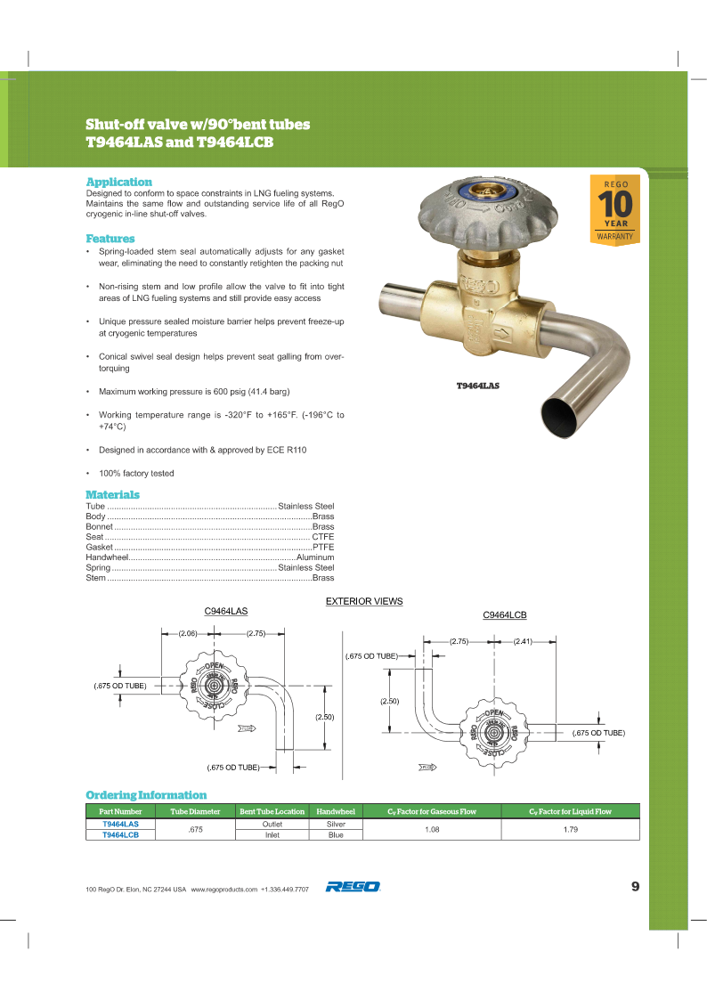 Shut-off valve w/90°bent tubes
T9464LAS and T9464LCB
Application
Designed to conform to space constraints in LNG fueling systems.
Maintains the same flow and outstanding service life of all RegO
cryogenic in-line shut-off valves.
Features
• Spring-loaded stem seal automatically adjusts for any gasket
wear, eliminating the need to constantly retighten the packing nut
• Non-rising stem and low profile allow the valve to fit into tight
areas of LNG fueling systems and still provide easy access
• Unique pressure sealed moisture barrier helps prevent freeze-up
at cryogenic temperatures
• Conical swivel seal design helps prevent seat galling from over-
torquing
• Maximum working pressure is 600 psig (41.4 barg)
• Working temperature range is -320°F to +165°F. (-196°C to
+74°C)
• Designed in accordance with & approved by ECE R110
• 100% factory tested
Materials
Tube ........................................................................ Stainless Steel
Body ....................................................................................... Brass
Bonnet .................................................................................... Brass
Seat ........................................................................................ CTFE
Gasket .................................................................................... PTFE
Handwheel....................................................................... Aluminum
Spring ...................................................................... Stainless Steel
Stem ....................................................................................... Brass
REGO
10
YEAR
WARRANTY
REGO
T9464LAS
EXTERIOR VIEWS
C9464LAS
(2.06)
(2.75)
(.675 OD TUBE)
OPEN
REGO
REGO
CLOSE
(2.50)
FLOW
(.675 OD TUBE)
C9464LCB
(2.75)
(2.41)
(.675 OD TUBE)
(2.50)
OPEN
REGO
REGO
CLOSE
(.675 OD TUBE)
FLOW
Ordering Information
Part Number Tube Diameter Bent Tube Location Handwheel CV Factor for Gaseous Flow CV Factor for Liquid Flow
T9464LAS .675 Outlet Silver 1.08 1.79
T9464LCB Inlet Blue
100 RegO Dr. Elon, NC 27244 USA www.regoproducts.com +1.336.449.7707 REGO 9